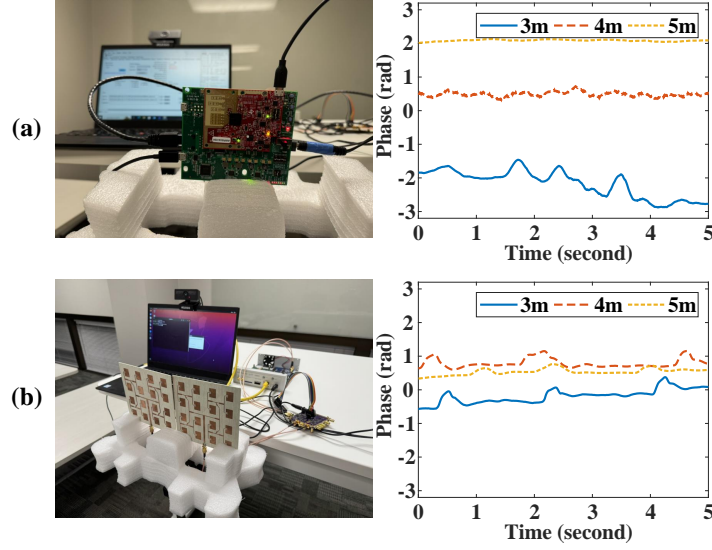 (a)
3
2
1
0
-1
-2
-3
Phase (rad)
3m 4m 5m
0 1 2 3 4 5
Time (second)
(b)
3
2
1
0
-1
-2
-3
Phase (rad)
3m 4m 5m
0 1 2 3 4 5
Time (second)